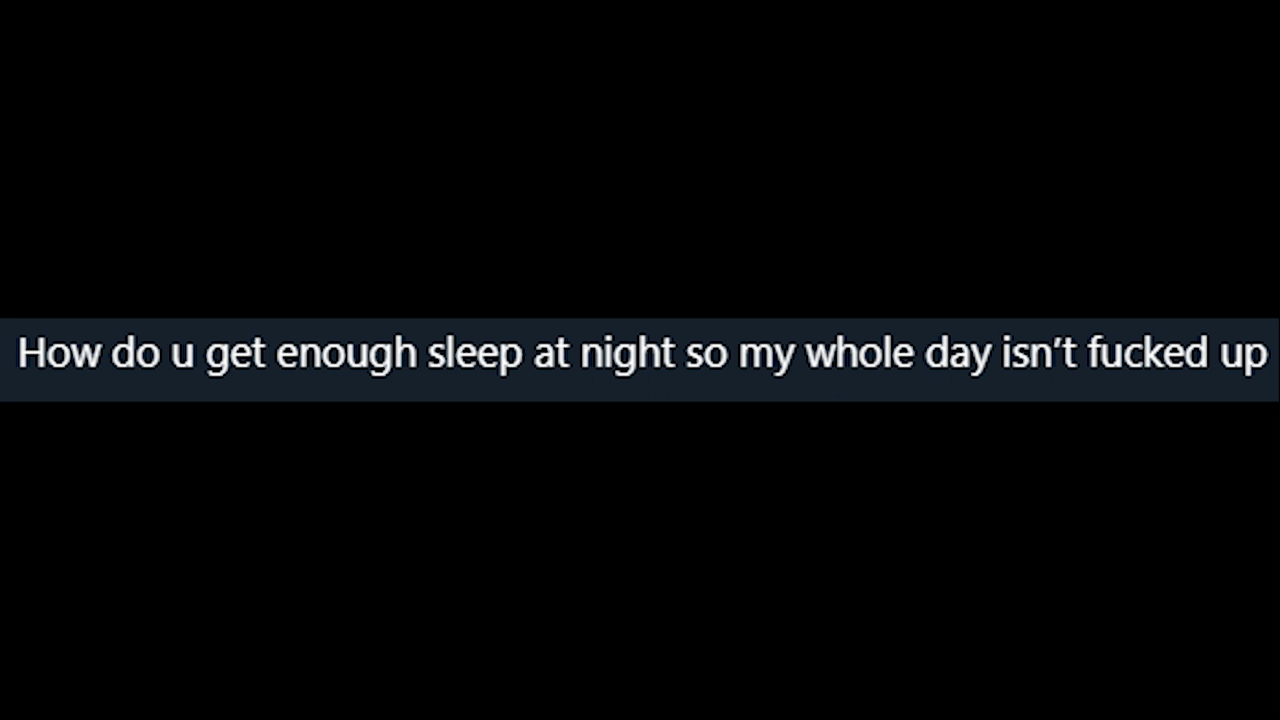 How do u get enough sleep at night so my whole day isn’t fucked up